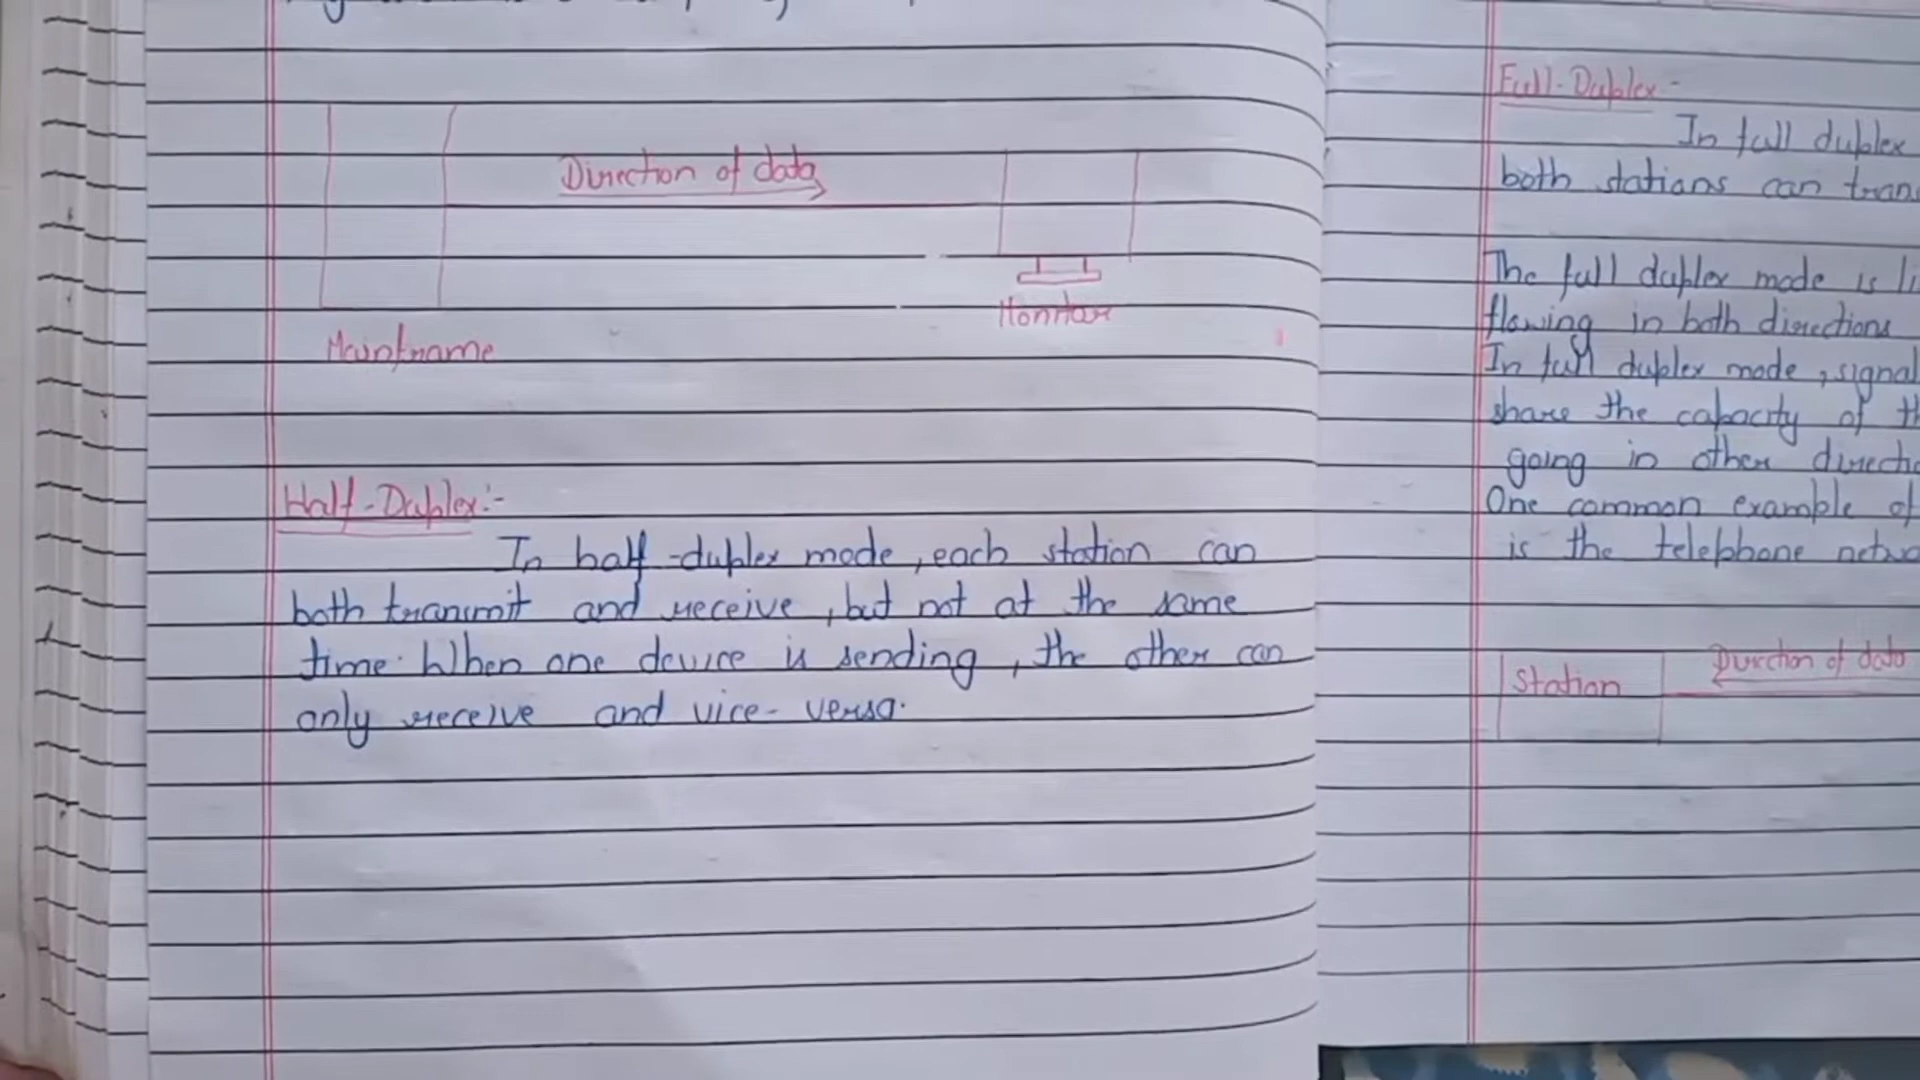 Direction of data
Monitor
Mainframe
Half-Duplex:-
In half-duplex mode, each station can
both transmit and receive, but not at the same
time. When one device is sending, the other can
only receive and vice-versa.
Full-Duplex-
In full duplex
both stations can
The full duplex mode is
flowing in both directions
In full duplex mode, signal
share the capacity of
going in other
One common example of
is the telephone
Station
Direction of data